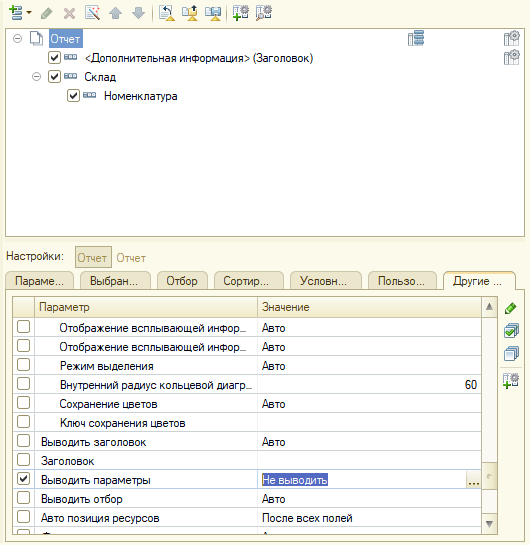 Отчет
<Дополнительная информация> (Заголовок)
Склад
Номенклатура
Настройки: Отчет Отчет
Параме... Выбран... Отбор Сортир... Условн... Пользо... Другие ...
Параметр Значение
Отображение всплывающей инфор... Авто
Отображение всплывающей инфор... Авто
Режим выделения Авто
Внутренний радиус кольцевой диагр... 60
Сохранение цветов Авто
Ключ сохранения цветов
Выводить заголовок Авто
Заголовок
Выводить параметры Не выводить ...
Выводить отбор Авто
Авто позиция ресурсов После всех полей